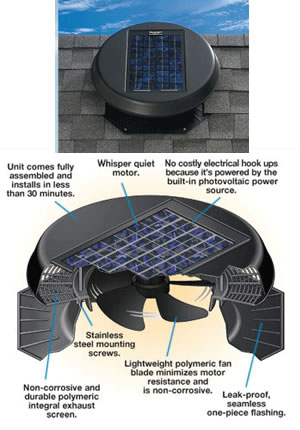 Unit comes fully
assembled and
installs in less
than 30 minutes.
Whisper quiet
motor.
No costly electrical hook ups
because it's powered by the
built-in photovoltaic power
source.
Stainless
steel mounting
screws.
Lightweight polymeric fan
blade minimizes motor
resistance and
is non-corrosive.
Non-corrosive and
durable polymeric
integral exhaust
screen.
Leak-proof,
seamless
one-piece flashing.